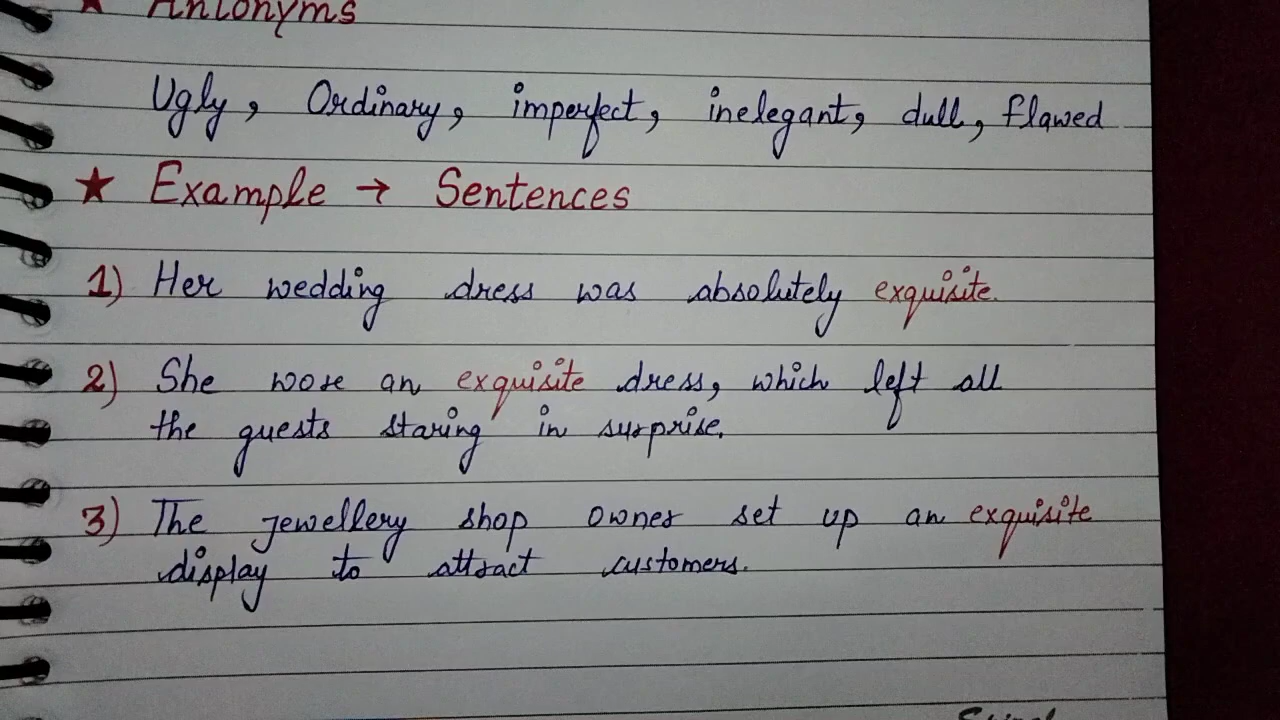 ★ Antonyms
Ugly, Ordinary, imperfect, inelegant, dull, flawed
★ Example → Sentences
1) Her wedding dress was absolutely exquisite.
2) She wore an exquisite dress, which left all
the guests staring in surprise.
3) The jewellery shop owner set up an exquisite
display to attract customers.